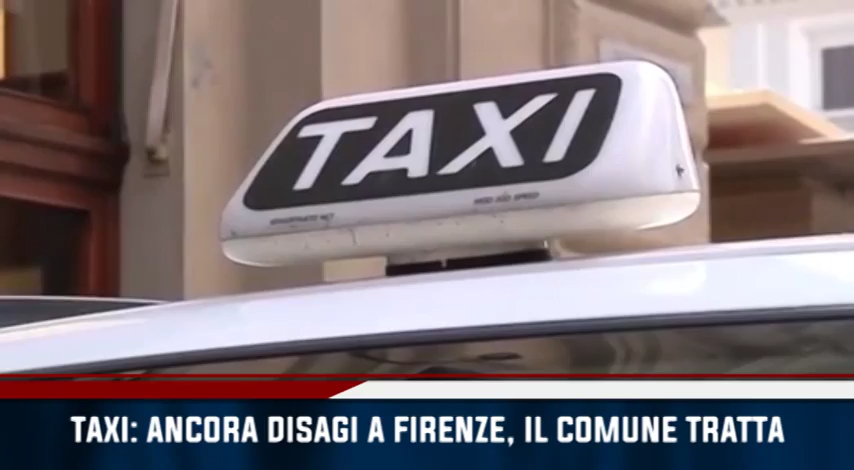 TAXI
TAXI: ANCORA DISAGI A FIRENZE, IL COMUNE TRATTA